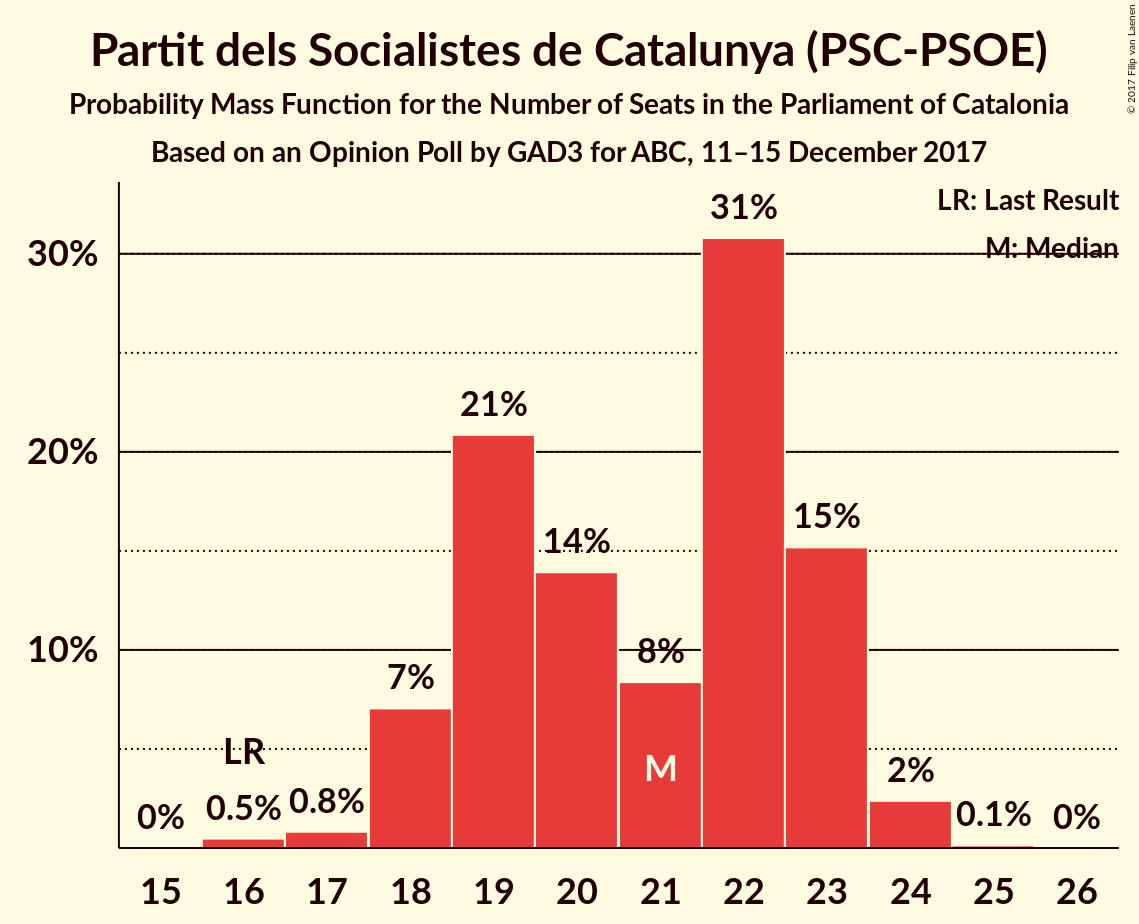 Partit dels Socialistes de Catalunya (PSC-PSOE)
Probability Mass Function for the Number of Seats in the Parliament of Catalonia
Based on an Opinion Poll by GAD3 for ABC, 11–15 December 2017
© 2017 Filip van Laenen
LR: Last Result
M: Median
30%
20%
10%
0%
LR
0.5%
0.8%
7%
21%
14%
8%
M
31%
15%
2%
0.1%
0%
15 16 17 18 19 20 21 22 23 24 25 26